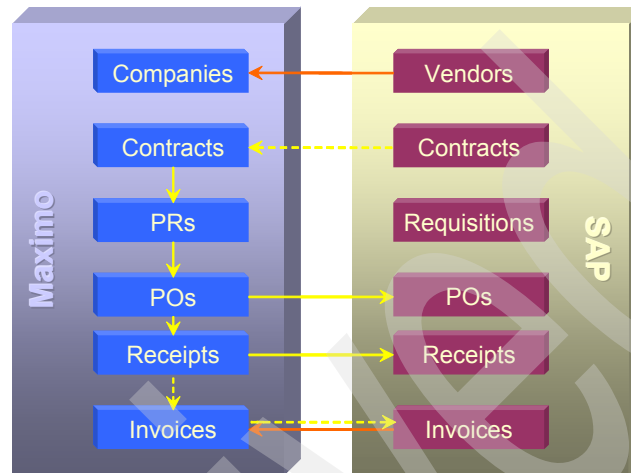 Maximo
Companies
Contracts
PRs
POs
Receipts
Invoices
Vendors
Contracts
Requisitions
POs
Receipts
Invoices
SAP